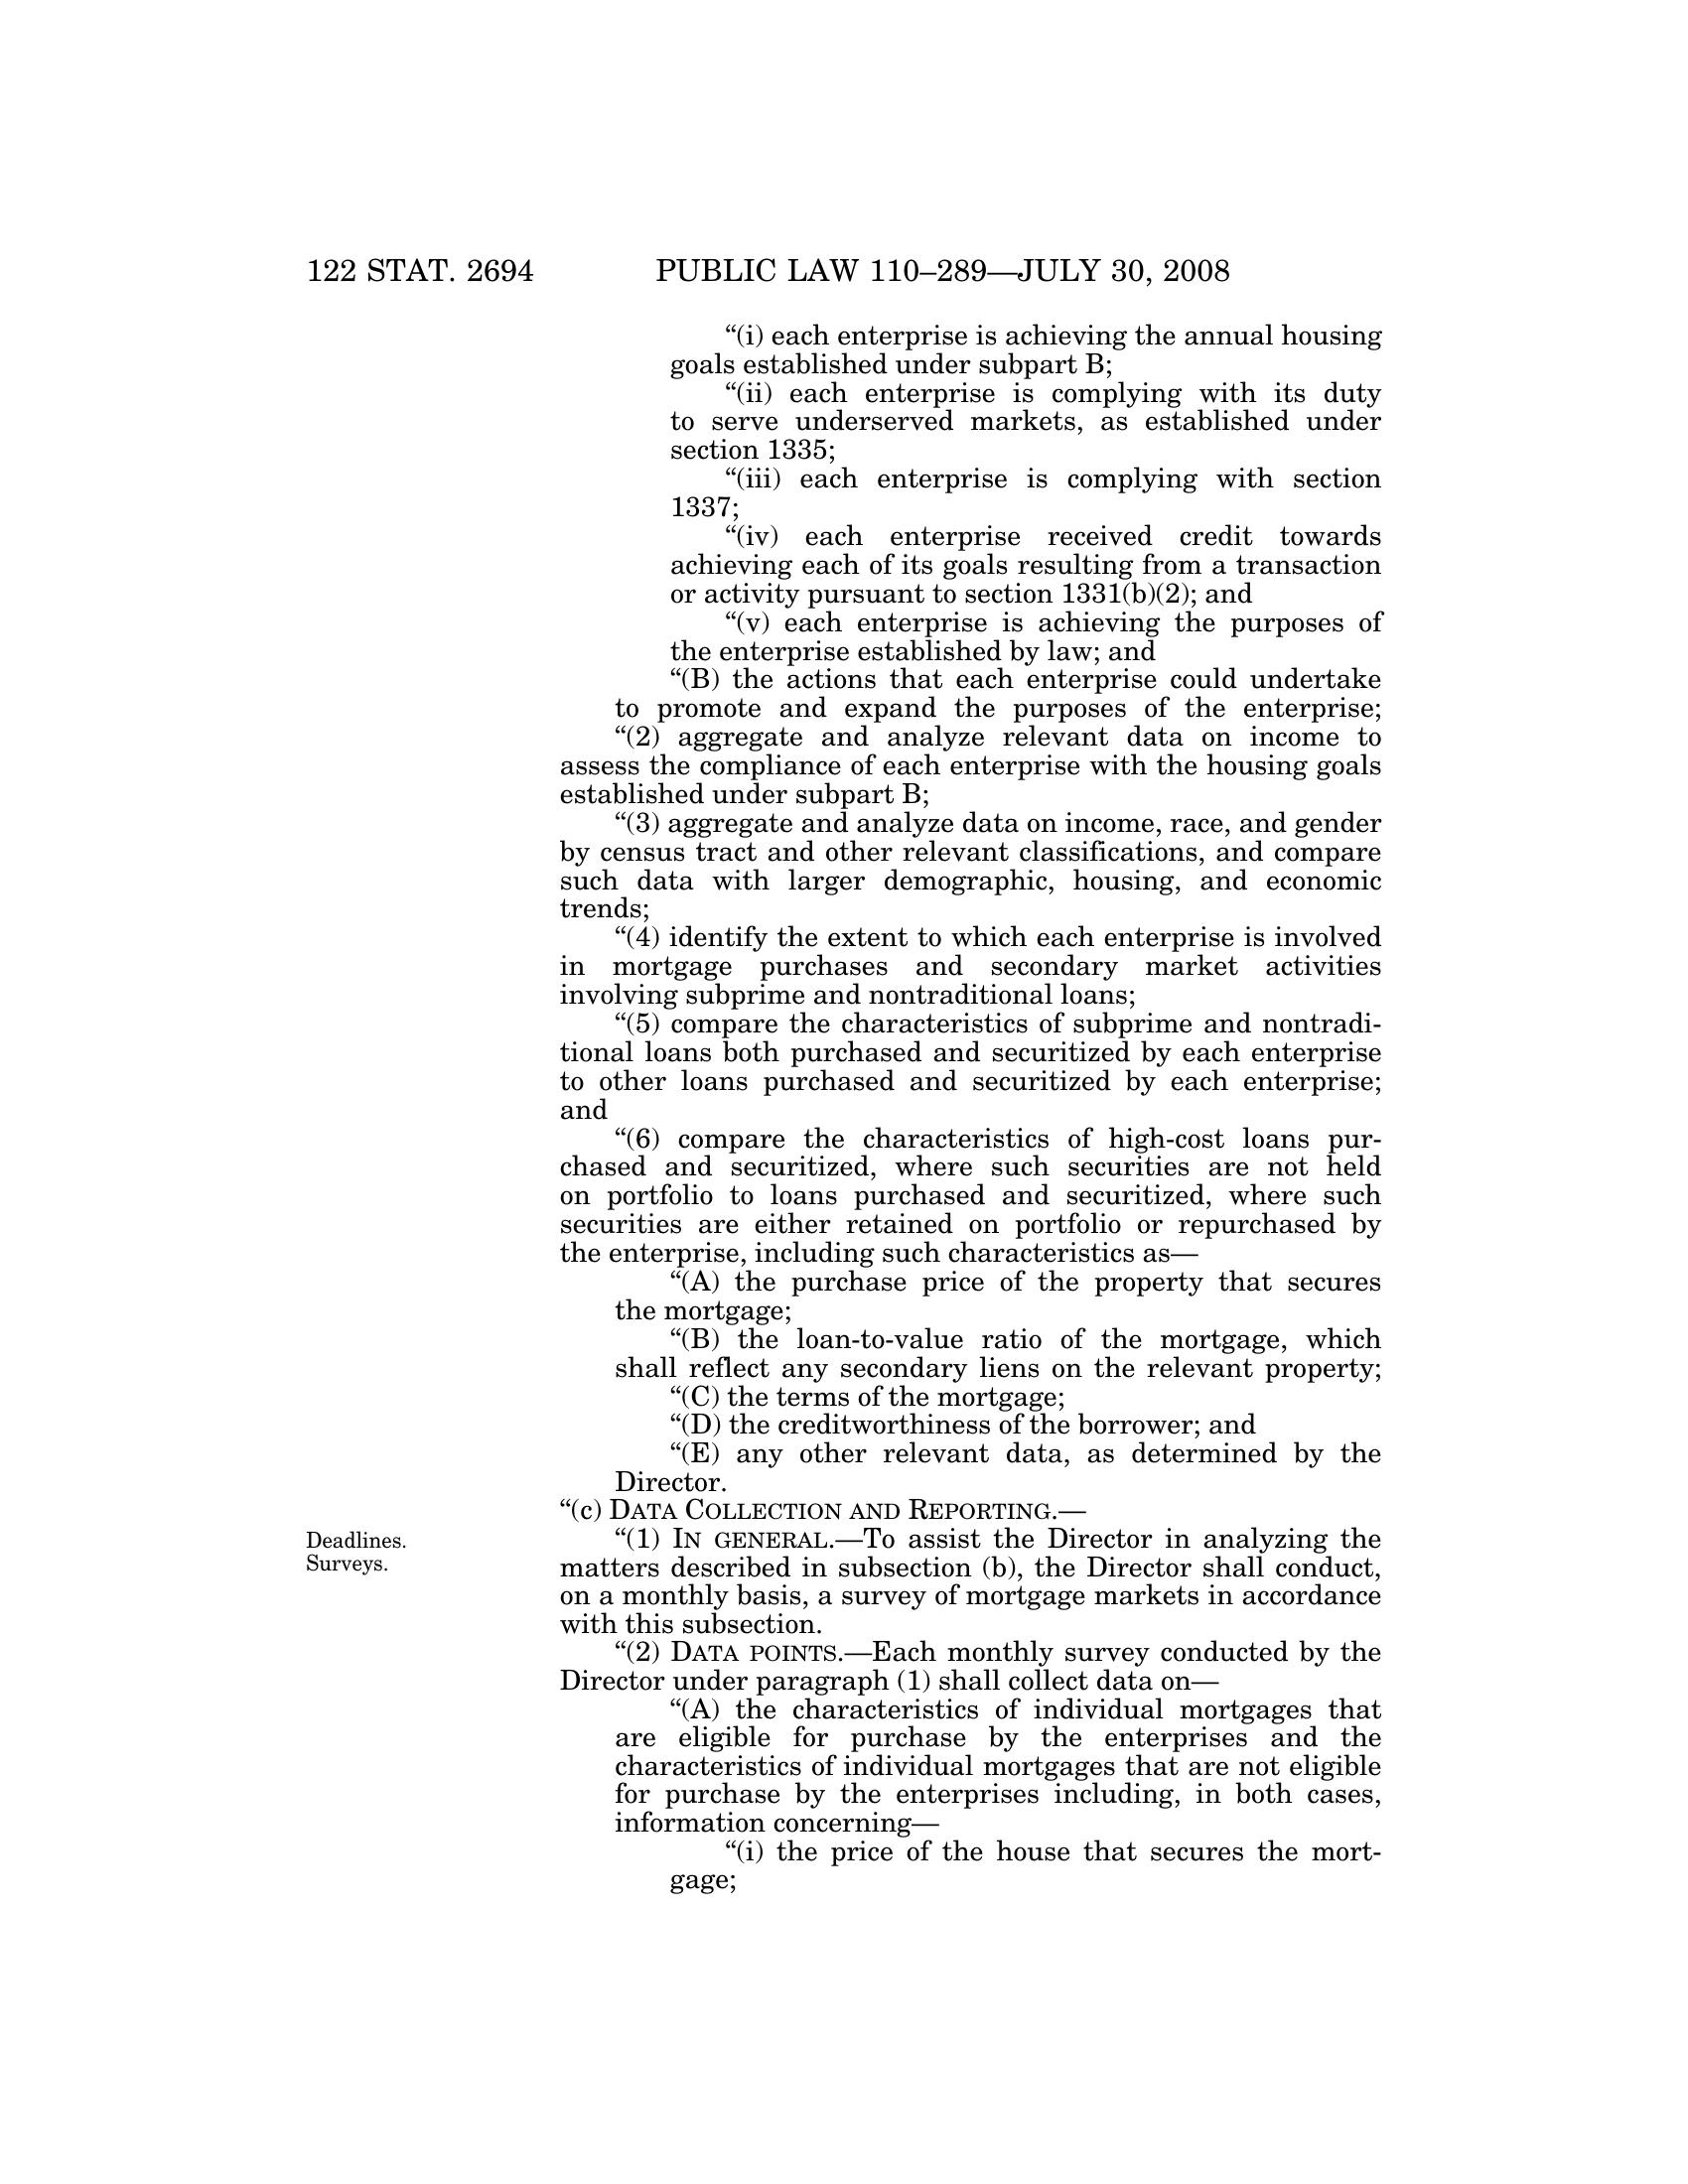 122 STAT. 2694 PUBLIC LAW 110–289—JULY 30, 2008
“(i) each enterprise is achieving the annual housing
goals established under subpart B;
“(ii) each enterprise is complying with its duty
to serve underserved markets, as established under
section 1335;
“(iii) each enterprise is complying with section
1337;
“(iv) each enterprise received credit towards
achieving each of its goals resulting from a transaction
or activity pursuant to section 1331(b)(2); and
“(v) each enterprise is achieving the purposes of
the enterprise established by law; and
“(B) the actions that each enterprise could undertake
to promote and expand the purposes of the enterprise;
“(2) aggregate and analyze relevant data on income to
assess the compliance of each enterprise with the housing goals
established under subpart B;
“(3) aggregate and analyze data on income, race, and gender
by census tract and other relevant classifications, and compare
such data with larger demographic, housing, and economic
trends;
“(4) identify the extent to which each enterprise is involved
in mortgage purchases and secondary market activities
involving subprime and nontraditional loans;
“(5) compare the characteristics of subprime and nontradi-
tional loans both purchased and securitized by each enterprise
to other loans purchased and securitized by each enterprise;
and
“(6) compare the characteristics of high-cost loans pur-
chased and securitized, where such securities are not held
on portfolio to loans purchased and securitized, where such
securities are either retained on portfolio or repurchased by
the enterprise, including such characteristics as—
“(A) the purchase price of the property that secures
the mortgage;
“(B) the loan-to-value ratio of the mortgage, which
shall reflect any secondary liens on the relevant property;
“(C) the terms of the mortgage;
“(D) the creditworthiness of the borrower; and
“(E) any other relevant data, as determined by the
Director.
“(c) DATA COLLECTION AND REPORTING.—
Deadlines.
Surveys.
“(1) IN GENERAL.—To assist the Director in analyzing the
matters described in subsection (b), the Director shall conduct,
on a monthly basis, a survey of mortgage markets in accordance
with this subsection.
“(2) DATA POINTS.—Each monthly survey conducted by the
Director under paragraph (1) shall collect data on—
“(A) the characteristics of individual mortgages that
are eligible for purchase by the enterprises and the
characteristics of individual mortgages that are not eligible
for purchase by the enterprises including, in both cases,
information concerning—
“(i) the price of the house that secures the mort-
gage;